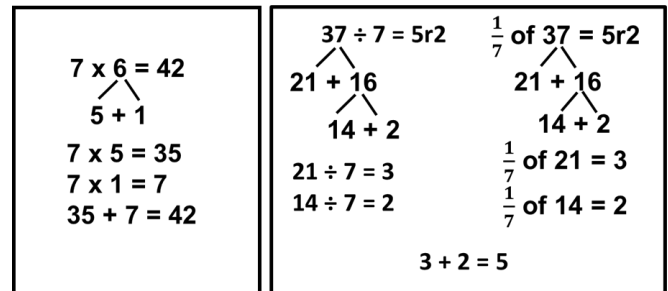 7 x 6 = 42
5 + 1
7 x 5 = 35
7 x 1 = 7
35 + 7 = 42
37 ÷ 7 = 5r2
21 + 16
14 + 2
21 ÷ 7 = 3
14 ÷ 7 = 2
1/7 of 37 = 5r2
21 + 16
14 + 2
1/7 of 21 = 3
1/7 of 14 = 2
3 + 2 = 5